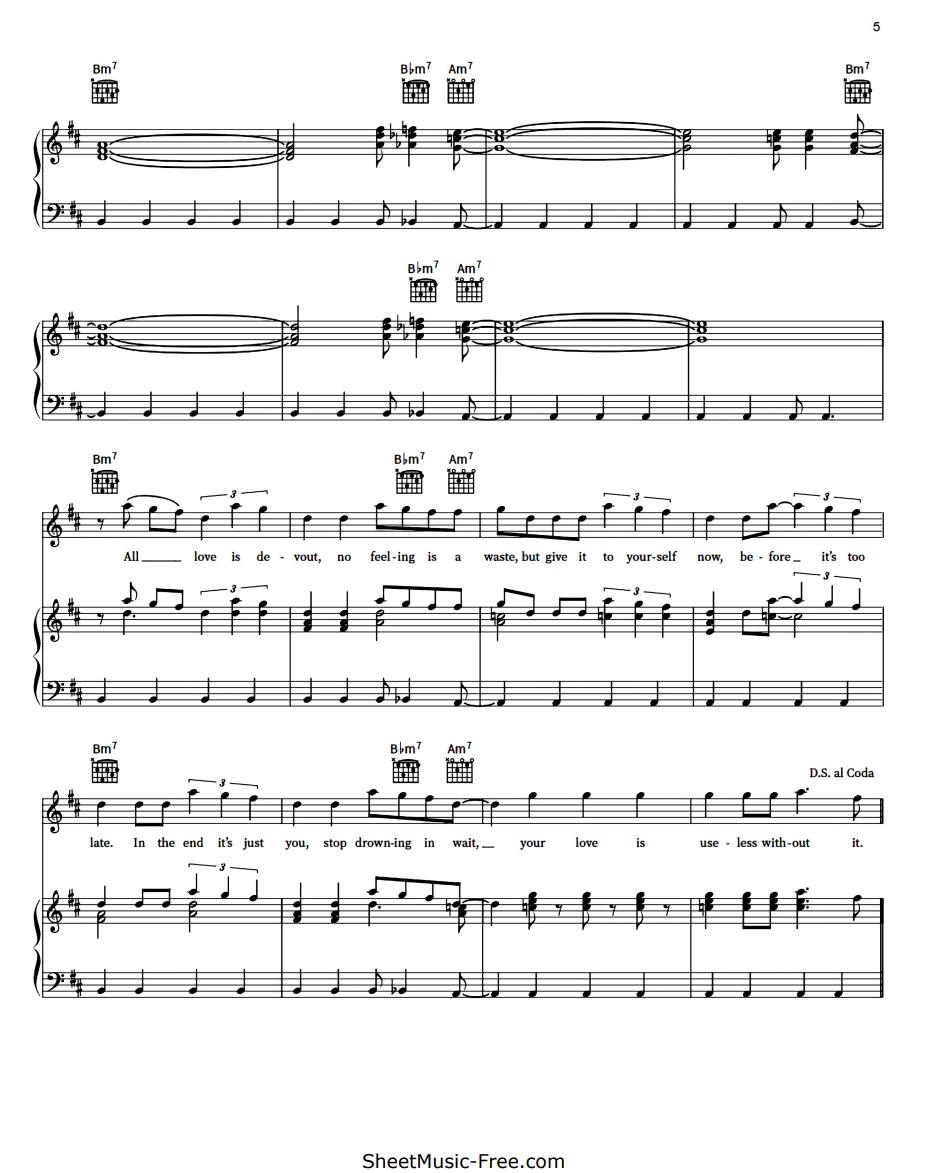 5
Bm7 B♭m7 Am7 Bm7
B♭m7 Am7
Bm7 B♭m7 Am7
3 3 3
All ____ love is de - vout, no feel-ing is a waste, but give it to your-self now, be - fore _ it's too
3 3 3
Bm7 B♭m7 Am7
D.S. al Coda
3
late. In the end it's just you, stop drown-ing in wait, _ your love is use - less with-out it.
3
SheetMusic-Free.com